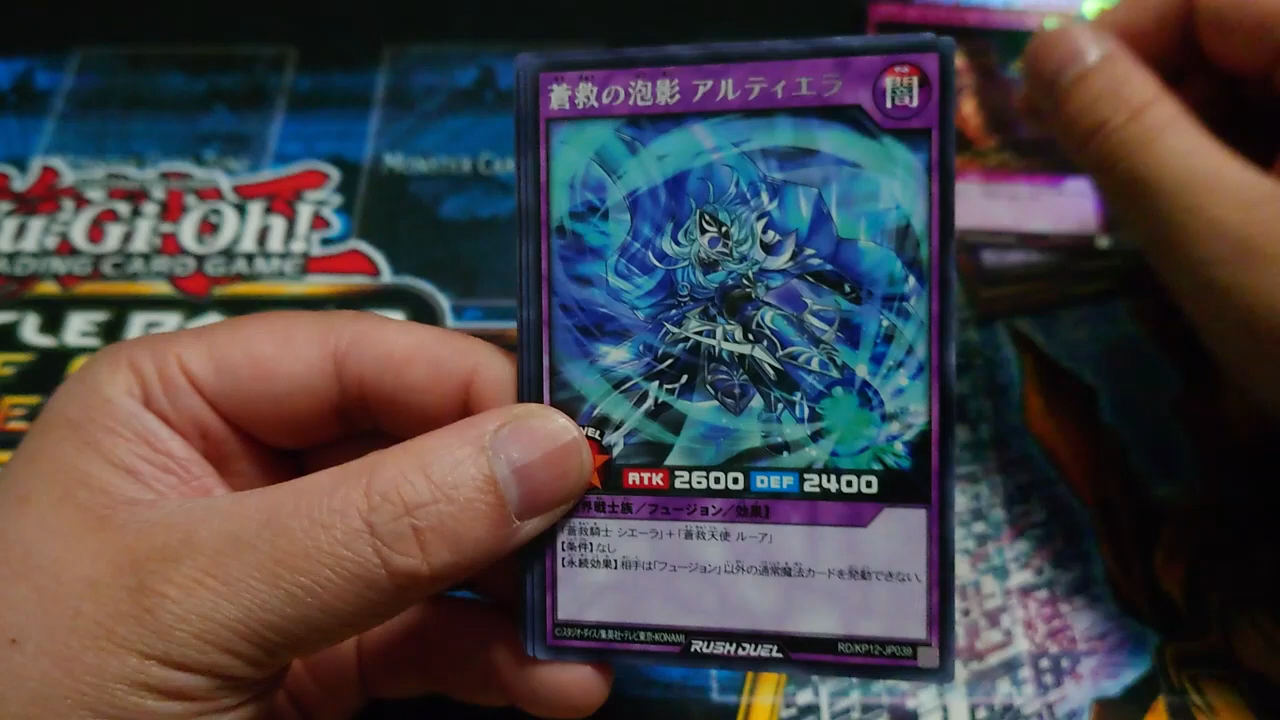 蒼救の泡影 アルティエラ
闇
MONSTER CAR
u-Gi-Oh!
ADING CARD GAME
VEL
ATK 2600 DEF 2400
界戦士族/フュージョン/効果】
「蒼救騎士 シエーラ」+「蒼救天使 ルーア」
【条件】なし
【永続効果】相手は「フュージョン」以外の通常魔法カードを発動できない。
©スタジオ・ダイス/集英社・テレビ東京・KONAMI
RUSH DUEL
RD/KP12-JP039